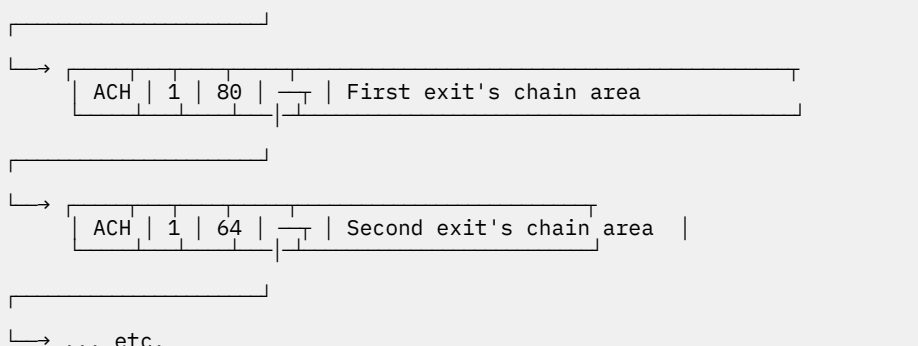 ACH | 1 | 80 | ──┬ | First exit's chain area
ACH | 1 | 64 | ──┬ | Second exit's chain area |
└──→ ... etc.